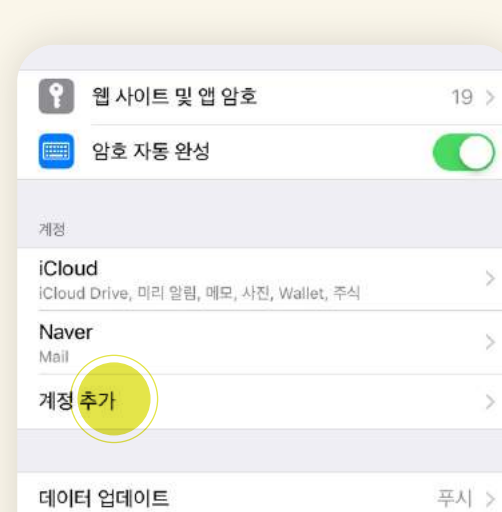 웹 사이트 및 앱 암호 19
암호 자동 완성
계정
iCloud
iCloud Drive, 미리 알림, 메모, 사진, Wallet, 주식
Naver
Mail
계정 추가
데이터 업데이트 푸시